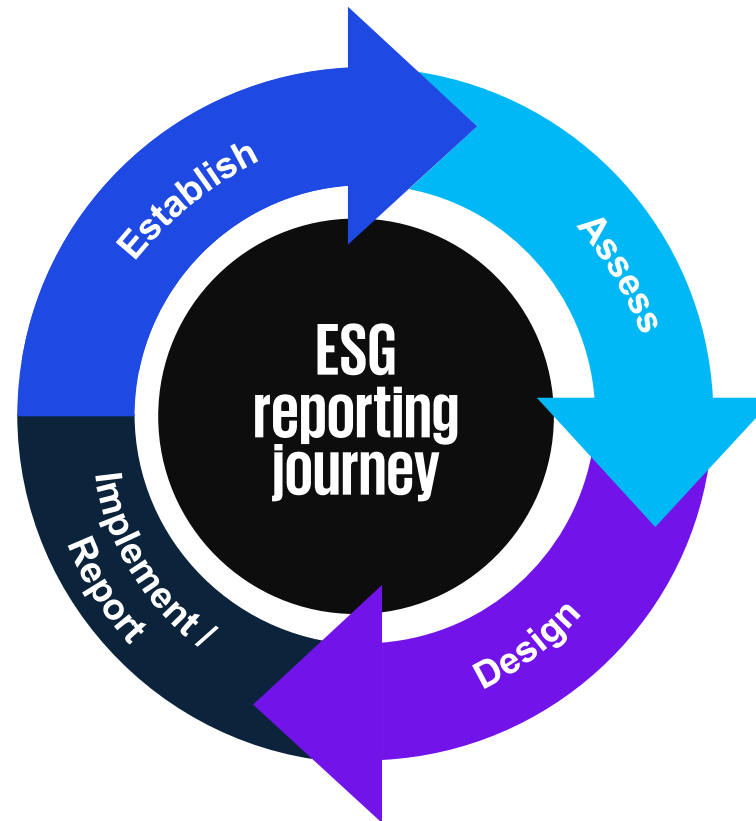 ESG
reporting
journey
Establish
Assess
Design
Implement /
Report